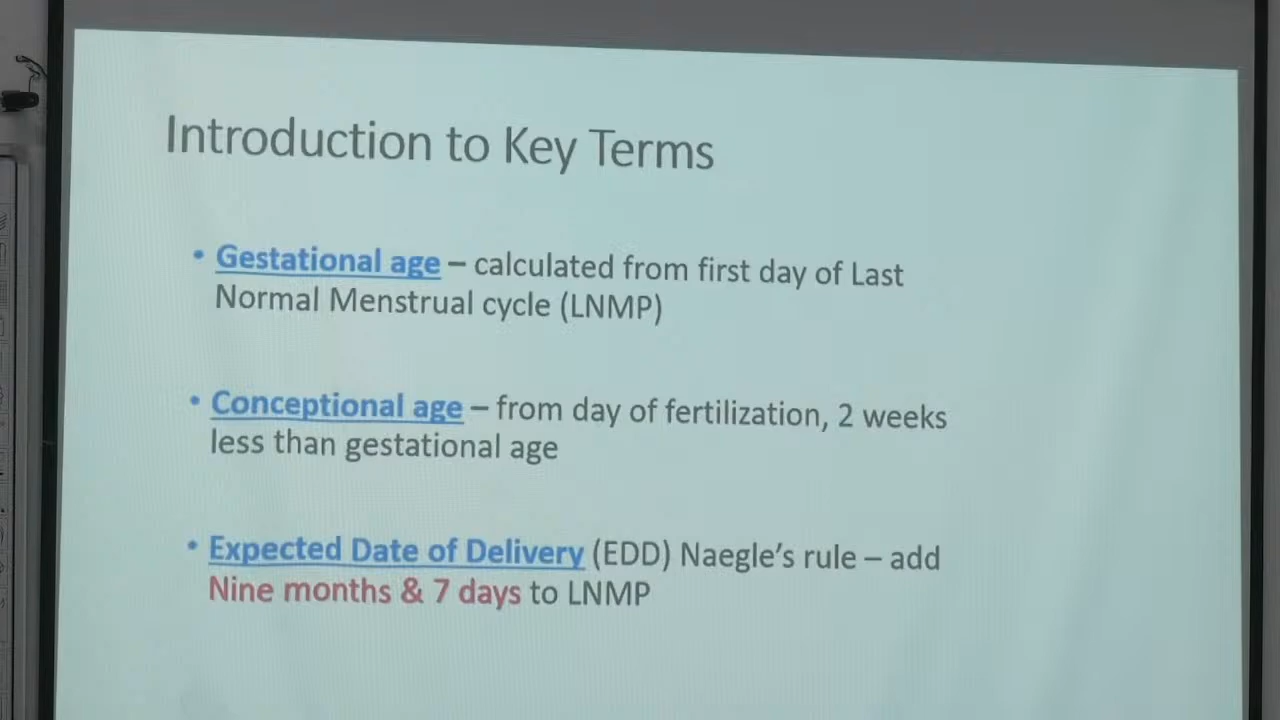 Introduction to Key Terms
• Gestational age – calculated from first day of Last
Normal Menstrual cycle (LNMP)
• Conceptional age – from day of fertilization, 2 weeks
less than gestational age
• Expected Date of Delivery (EDD) Naegle’s rule – add
Nine months & 7 days to LNMP